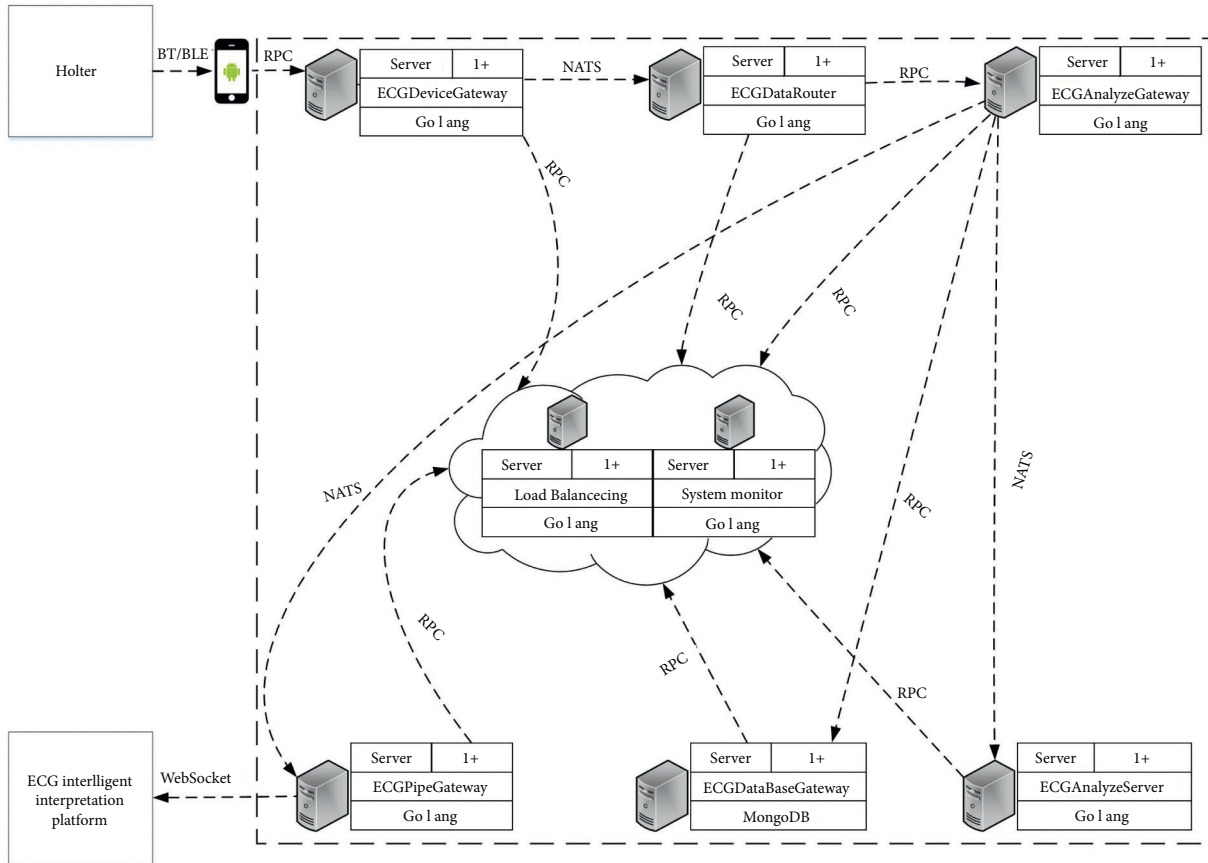 Holter
BT/BLE
RPC
Server 1+
ECGDeviceGateway
Go l ang
NATS
Server 1+
ECGDataRouter
Go l ang
RPC
Server 1+
ECGAnalyzeGateway
Go l ang
RPC
RPC
RPC
NATS
RPC
NATS
Server 1+
Load Balancecing
Go l ang
Server 1+
System monitor
Go l ang
RPC
RPC
RPC
ECG interlligent
interpretation
platform
WebSocket
Server 1+
ECGPipeGateway
Go l ang
Server 1+
ECGDataBaseGateway
MongoDB
Server 1+
ECGAnalyzeServer
Go l ang